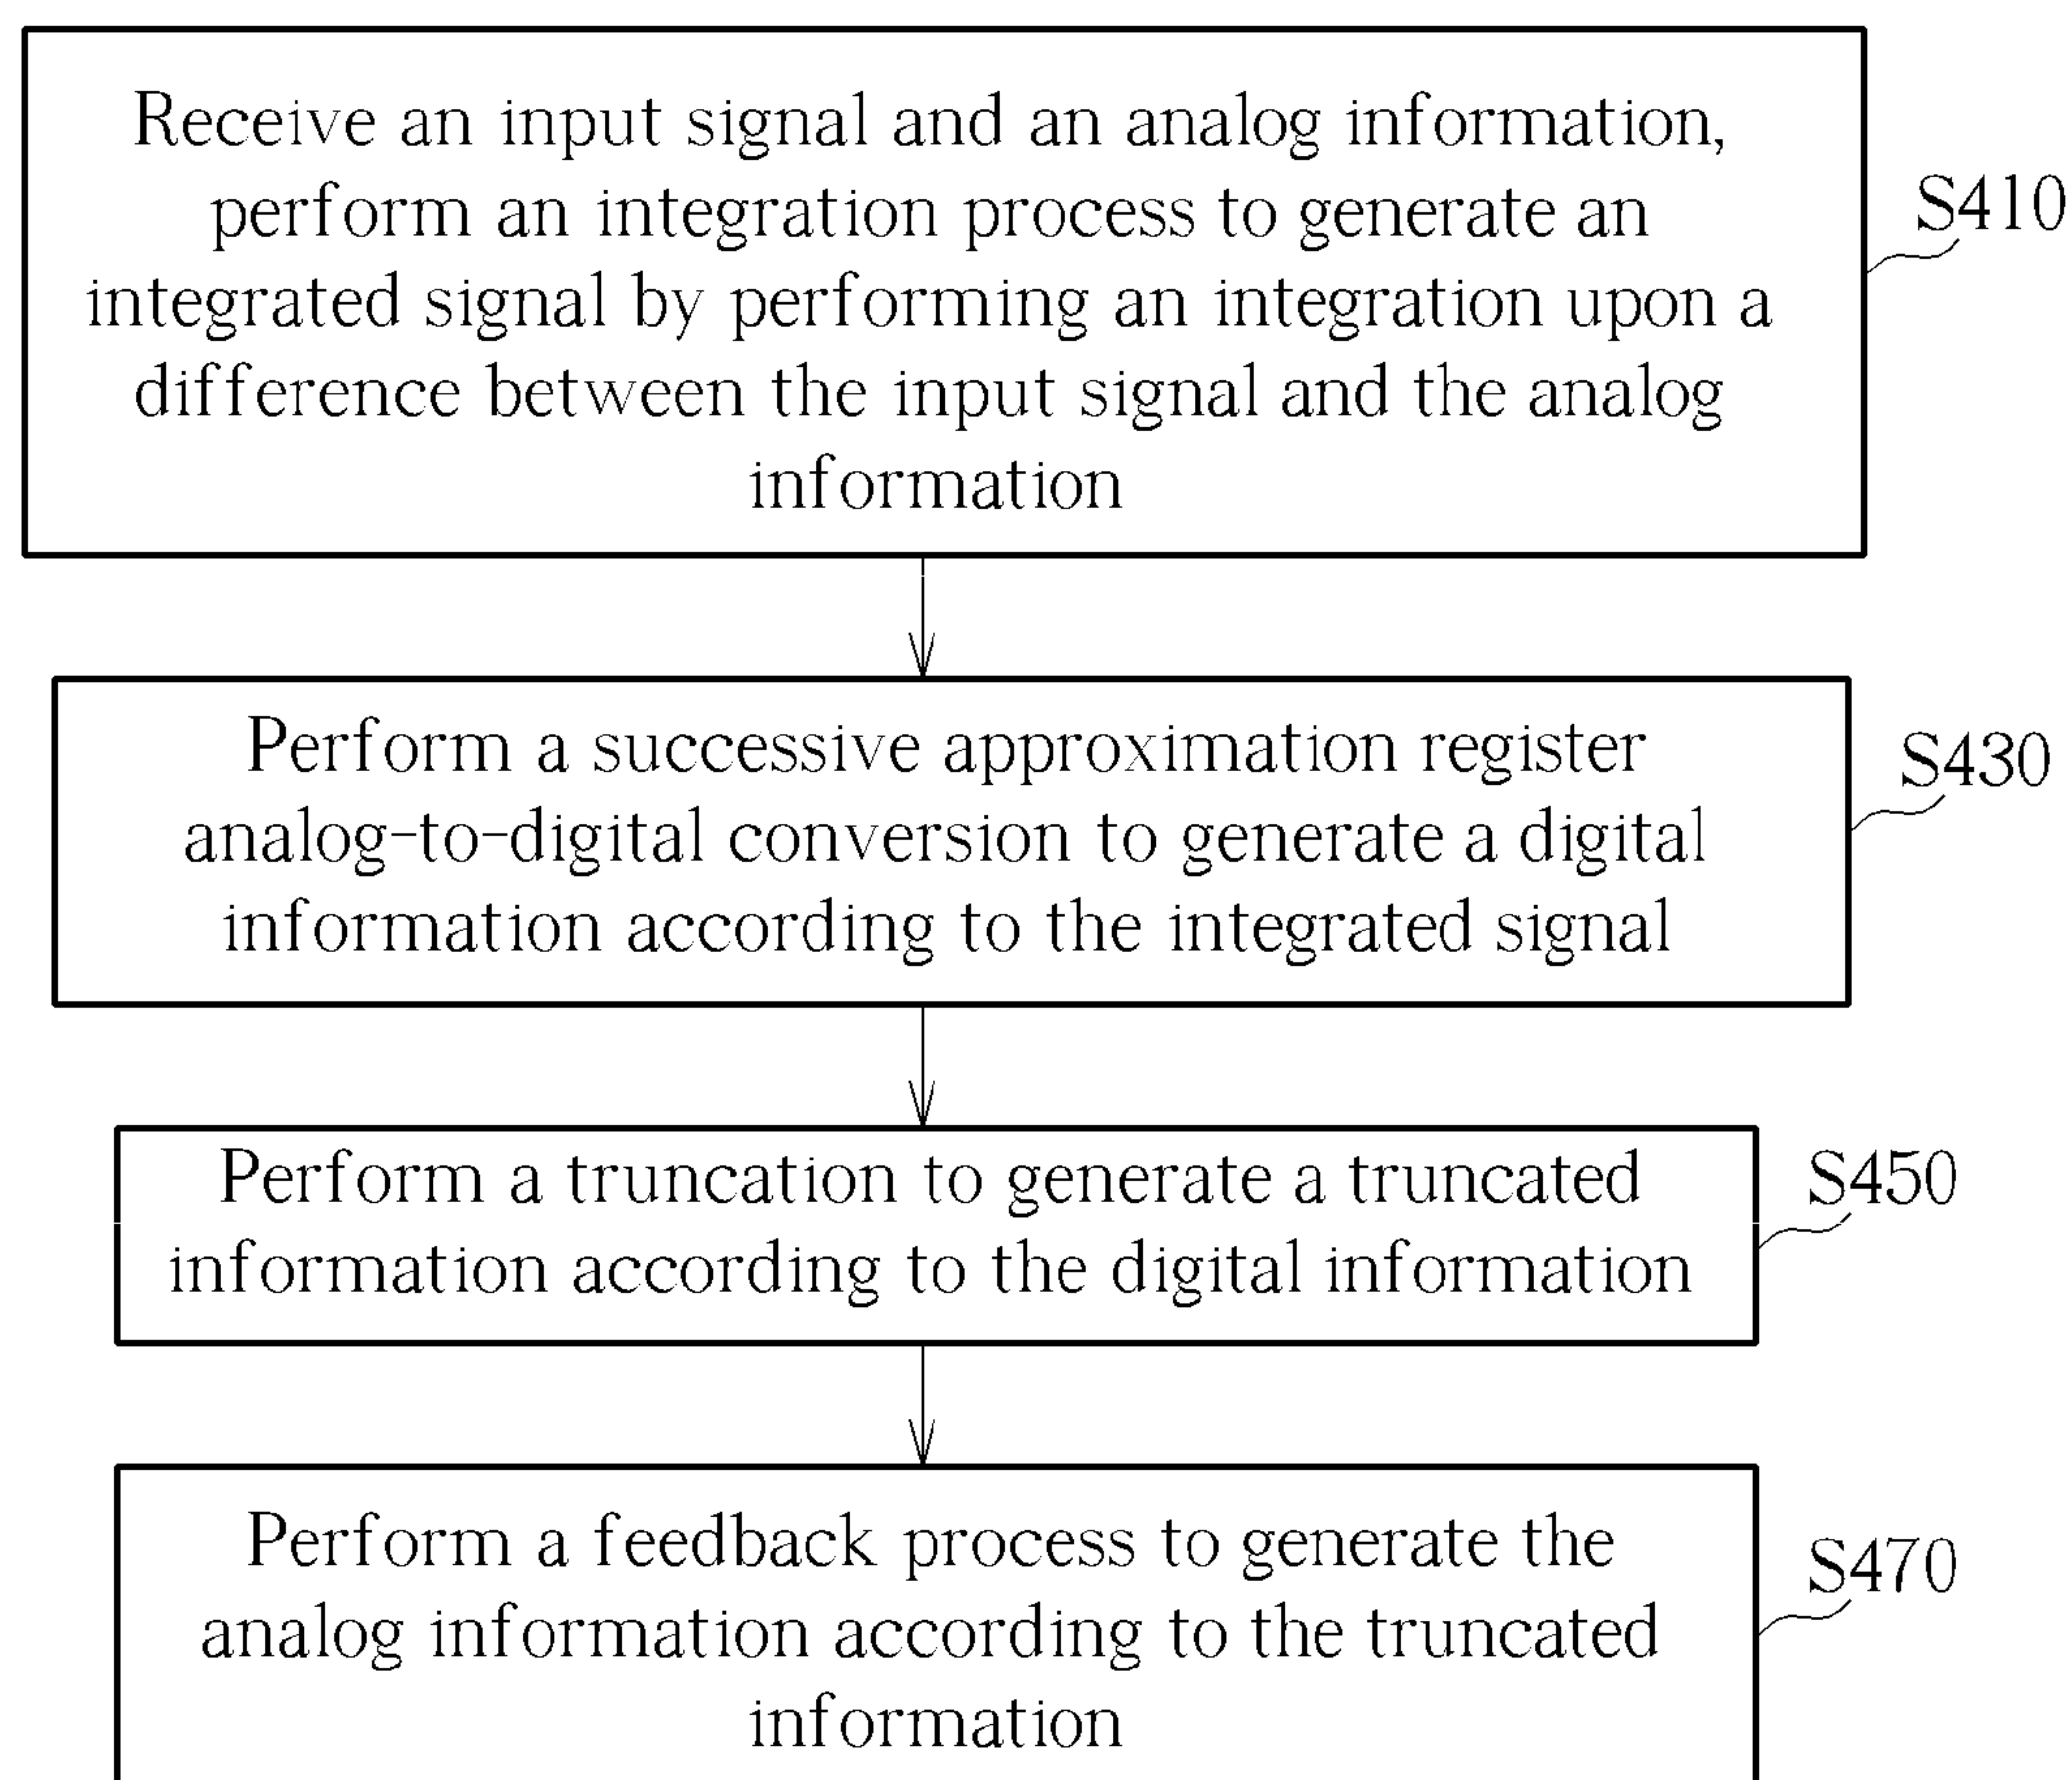 Receive an input signal and an analog information,
perform an integration process to generate an
integrated signal by performing an integration upon a
difference between the input signal and the analog
information
S410
Perform a successive approximation register
analog-to-digital conversion to generate a digital
information according to the integrated signal
S430
Perform a truncation to generate a truncated
information according to the digital information
S450
Perform a feedback process to generate the
analog information according to the truncated
information
S470